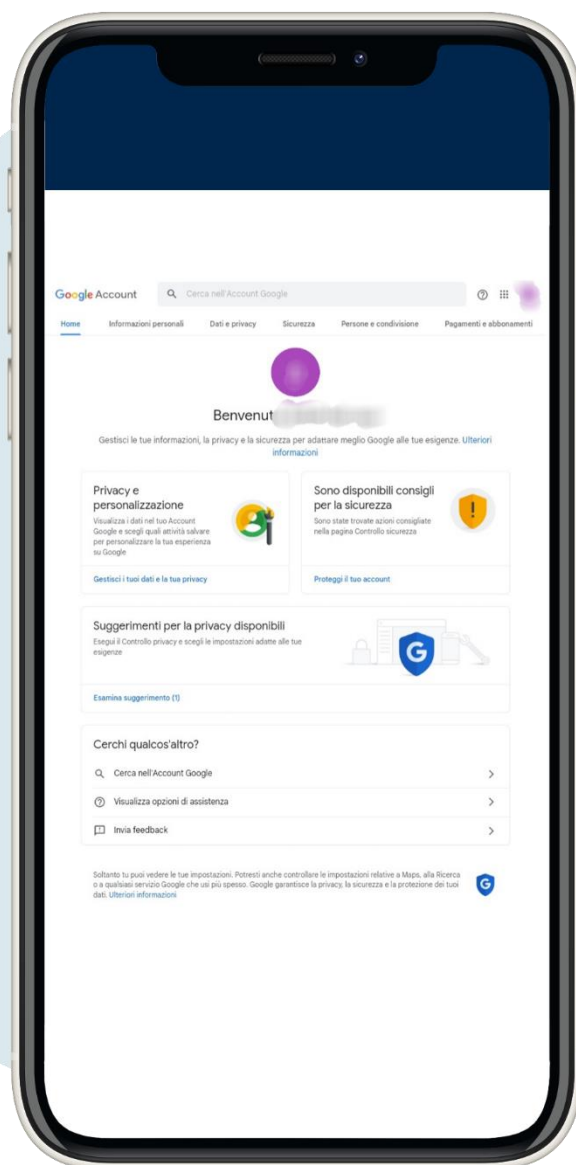 Google Account
Cerca nell'Account Google
Home Informazioni personali Dati e privacy Sicurezza Persone e condivisione Pagamenti e abbonamenti
Benvenut
Gestisci le tue informazioni, la privacy e la sicurezza per adattare meglio Google alle tue esigenze. Ulteriori
informazioni
Privacy e
personalizzazione
Visualizza i dati nel tuo Account
Google e scegli quali attività salvare
per personalizzare la tua esperienza
su Google
Gestisci i tuoi dati e la tua privacy
Sono disponibili consigli
per la sicurezza
Sono state trovate azioni consigliate
nella pagina Controllo sicurezza
Proteggi il tuo account
Suggerimenti per la privacy disponibili
Esegui il Controllo privacy e scegli le impostazioni adatte alle tue
esigenze
G
Esamina suggerimento (1)
Cerchi qualcos'altro?
Cerca nell'Account Google
Visualizza opzioni di assistenza
Invia feedback
Soltanto tu puoi vedere le tue impostazioni. Potresti anche controllare le impostazioni relative a Maps, alla Ricerca
o a qualsiasi servizio Google che usi più spesso. Google garantisce la privacy, la sicurezza e la protezione dei tuoi
dati. Ulteriori informazioni
G